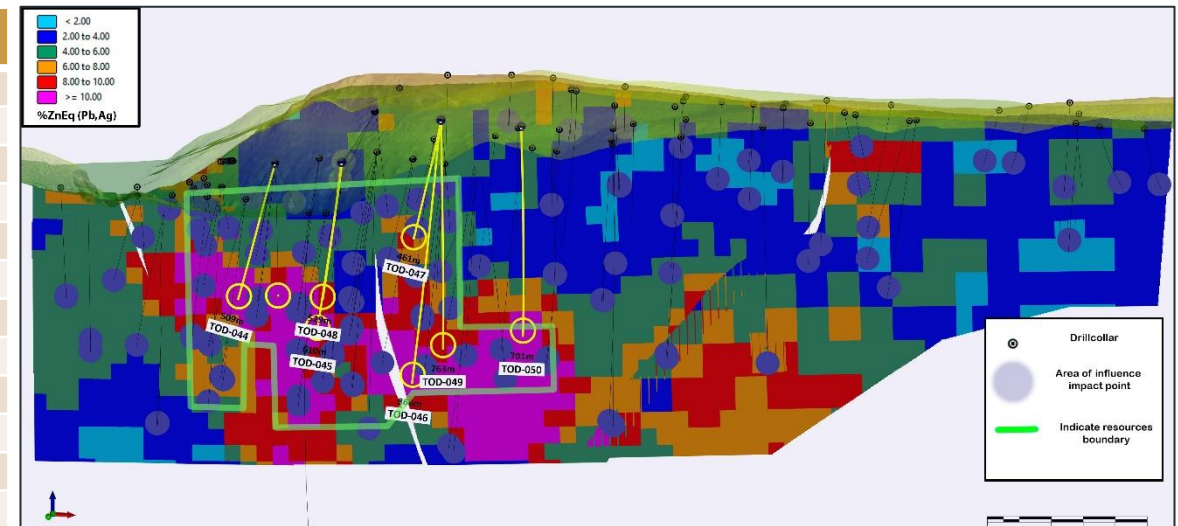 < 2.00
2.00 to 4.00
4.00 to 6.00
6.00 to 8.00
8.00 to 10.00
>= 10.00
%ZnEq (Pb,Ag)
461m
TOD-047
509m
TOD-044
TOD-048
610m
TOD-045
763m
TOD-049
701m
TOD-050
TOD-046
Drillcollar
Area of influence
impact point
Indicate resources
boundary